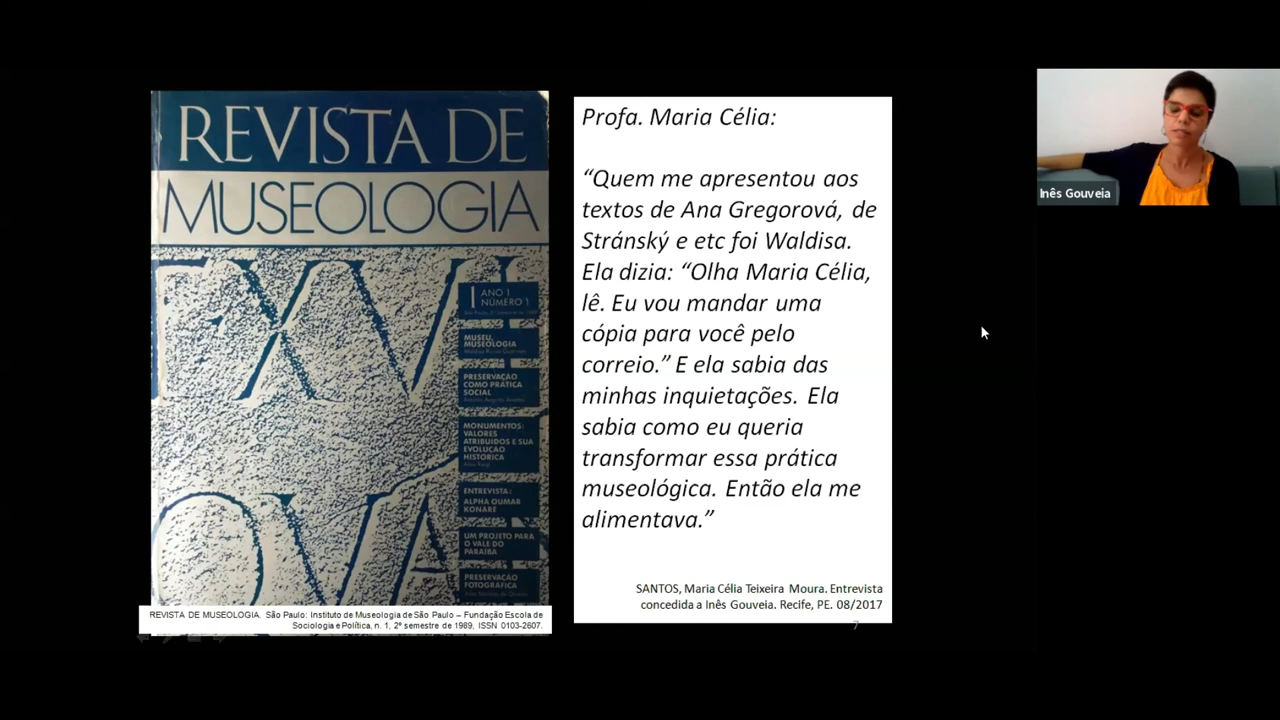 REVISTA DE
MUSEOLOGIA
1 ANO 1
NÚMERO 1
MUSEU,
MUSEOLOGIA
PRESERVAÇÃO
COMO PRÁTICA
SOCIAL
MONUMENTOS:
VALORES
ATRIBUÍDOS E SUA
EVOLUÇÃO
HISTÓRICA
ENTREVISTA:
ALPHA OUMAR
KONARE
UM PROJETO PARA
O VALE DO
PARAÍBA
PRESERVAÇÃO
FOTOGRÁFICA
REVISTA DE MUSEOLOGIA. São Paulo: Instituto de Museologia de São Paulo – Fundação Escola de
Sociologia e Política, n. 1, 2º semestre de 1989, ISSN 0103-2607.
Profa. Maria Célia:
“Quem me apresentou aos
textos de Ana Gregorová, de
Stránský e etc foi Waldisa.
Ela dizia: “Olha Maria Célia,
lê. Eu vou mandar uma
cópia para você pelo
correio.” E ela sabia das
minhas inquietações. Ela
sabia como eu queria
transformar essa prática
museológica. Então ela me
alimentava.”
SANTOS, Maria Célia Teixeira Moura. Entrevista
concedida a Inês Gouveia. Recife, PE. 08/2017
7
Inês Gouveia